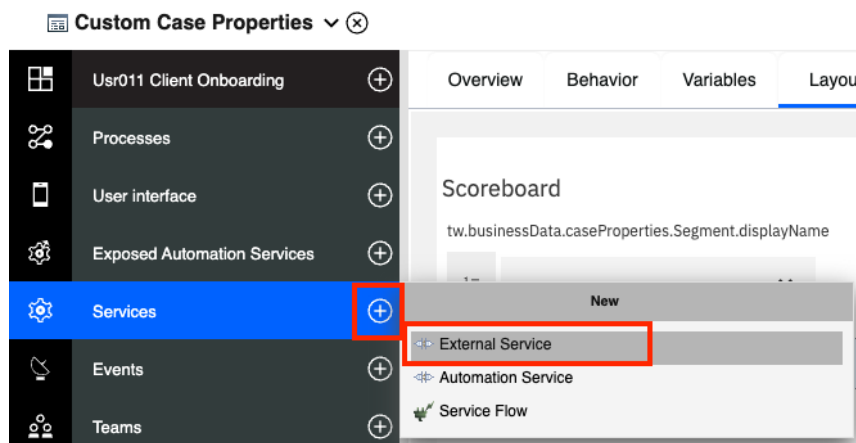 Custom Case Properties
Usr011 Client Onboarding
Overview Behavior Variables Layou
Processes
User interface
Scoreboard
tw.businessData.caseProperties.Segment.displayName
Exposed Automation Services
Services
New
External Service
Automation Service
Service Flow
Events
Teams